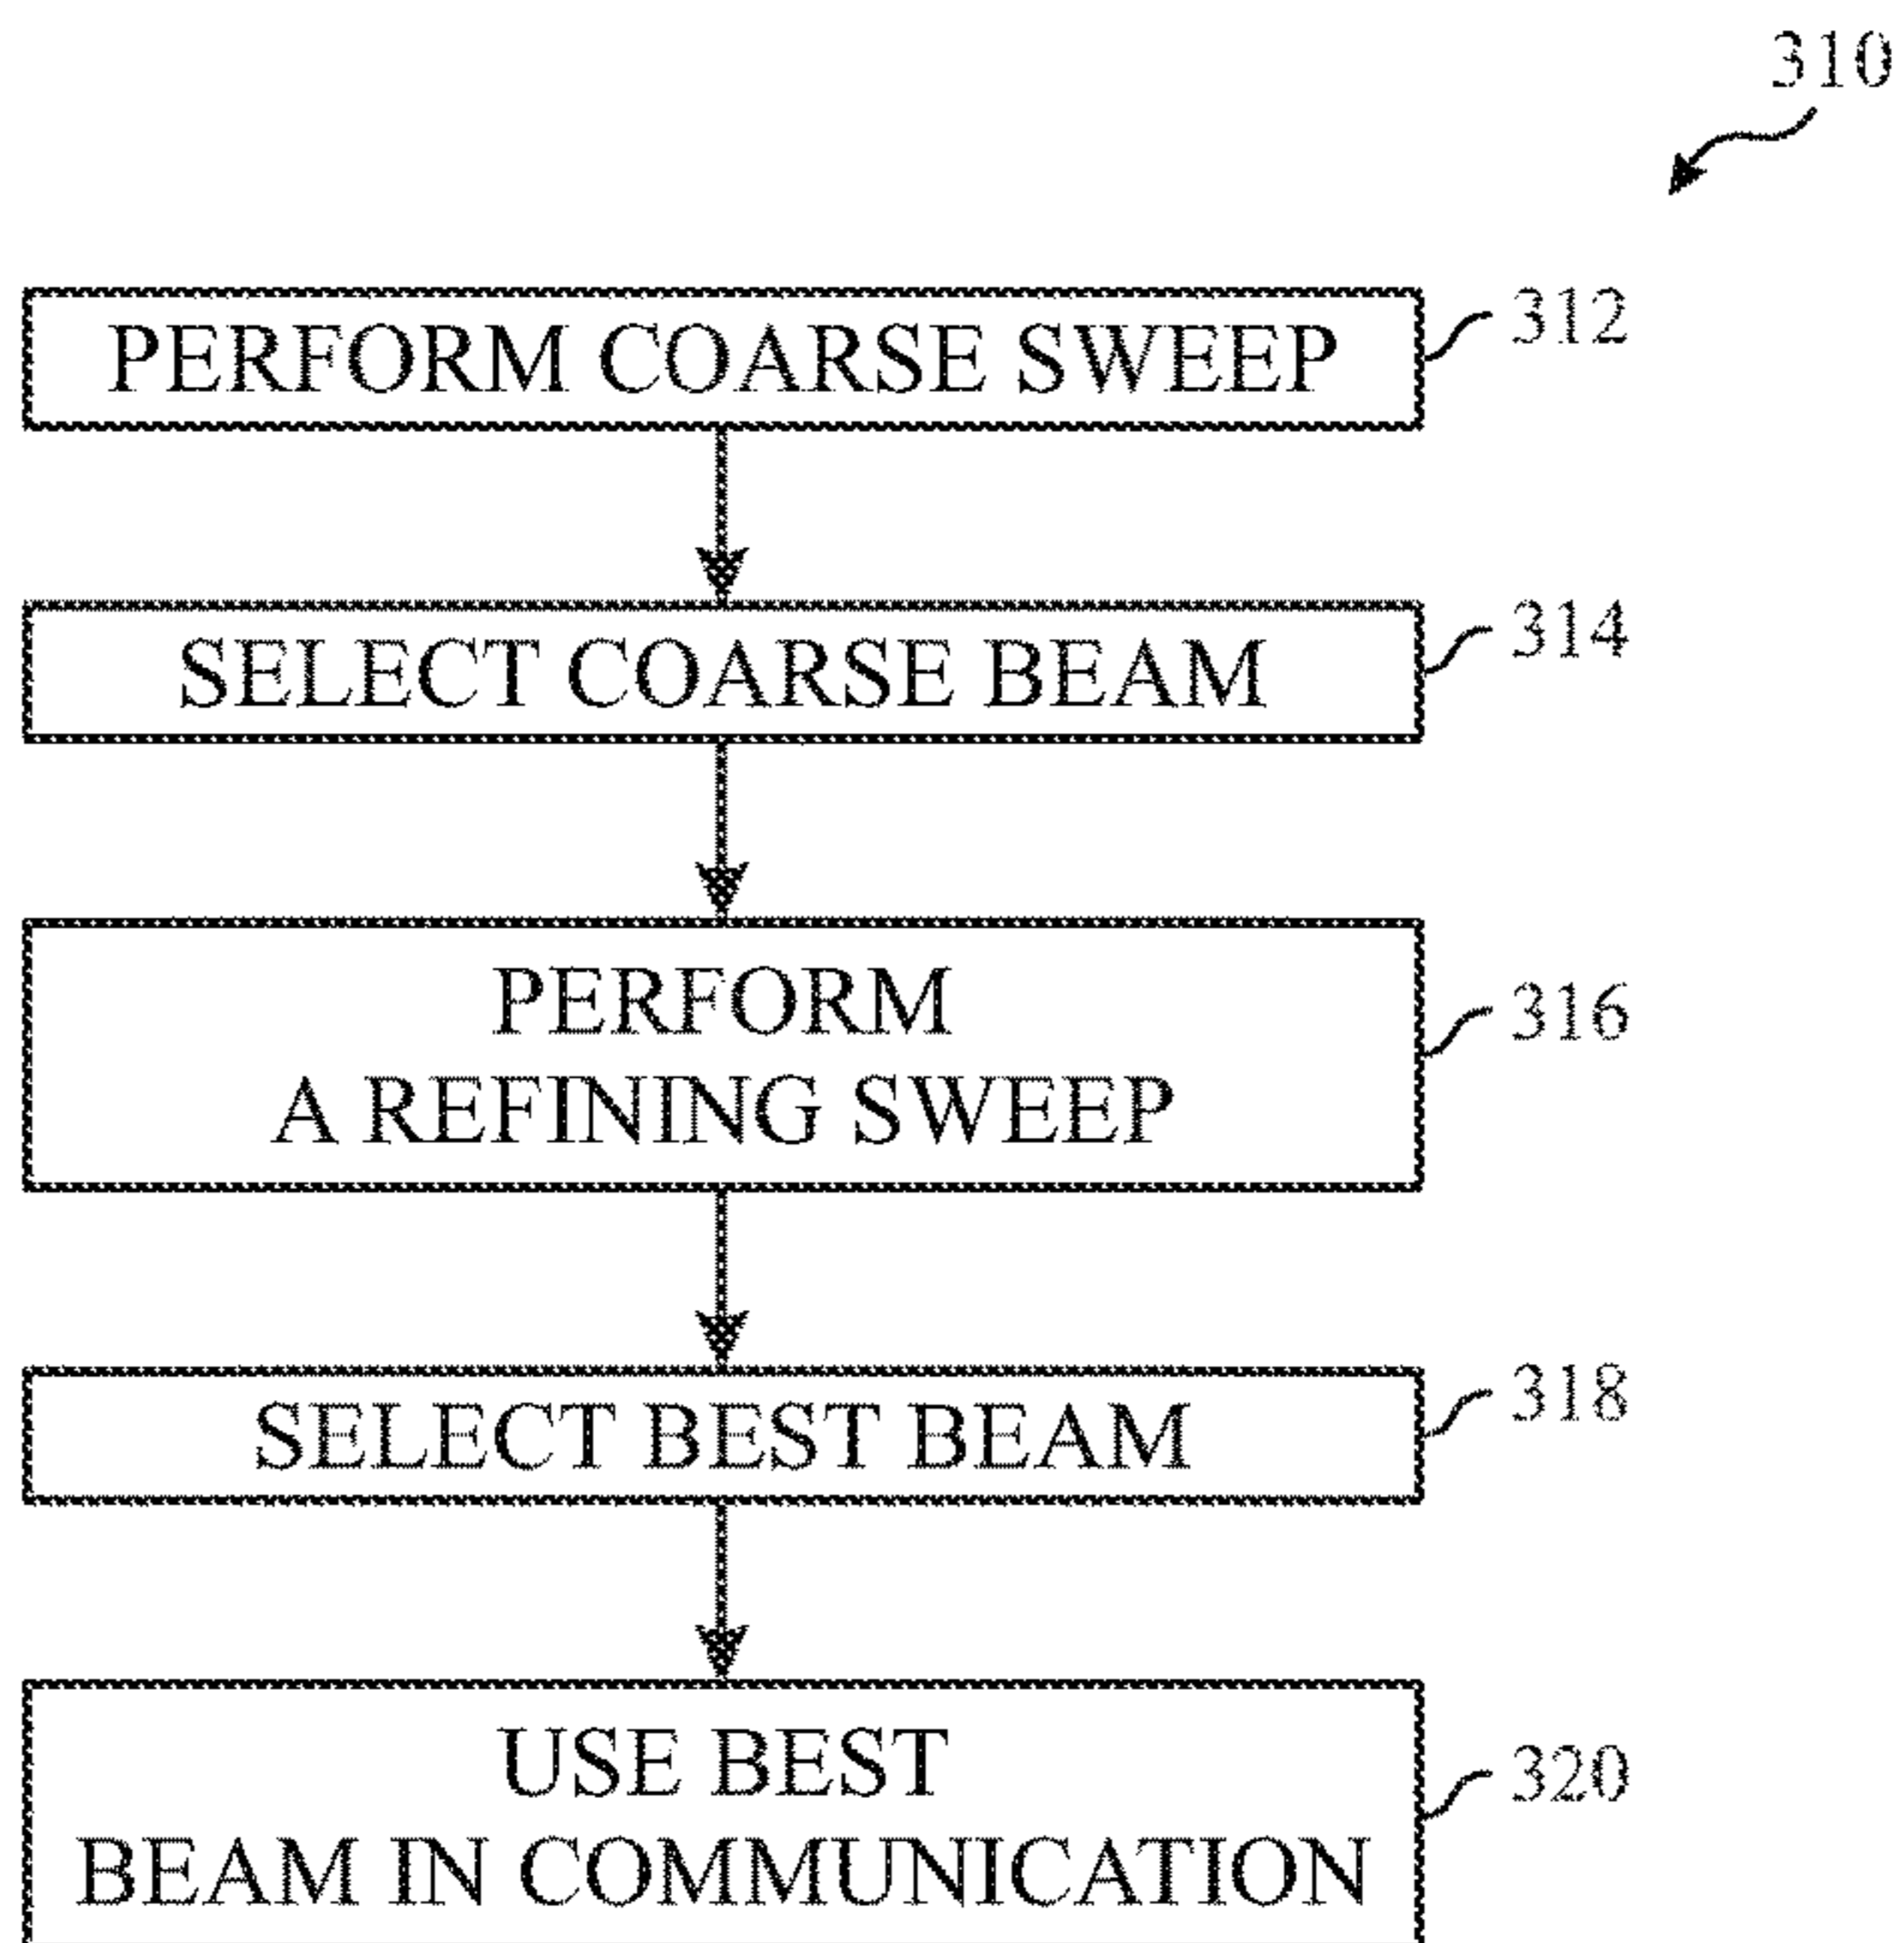 310
PERFORM COARSE SWEEP
312
SELECT COARSE BEAM
314
PERFORM
A REFINING SWEEP
316
SELECT BEST BEAM
318
USE BEST
BEAM IN COMMUNICATION
320